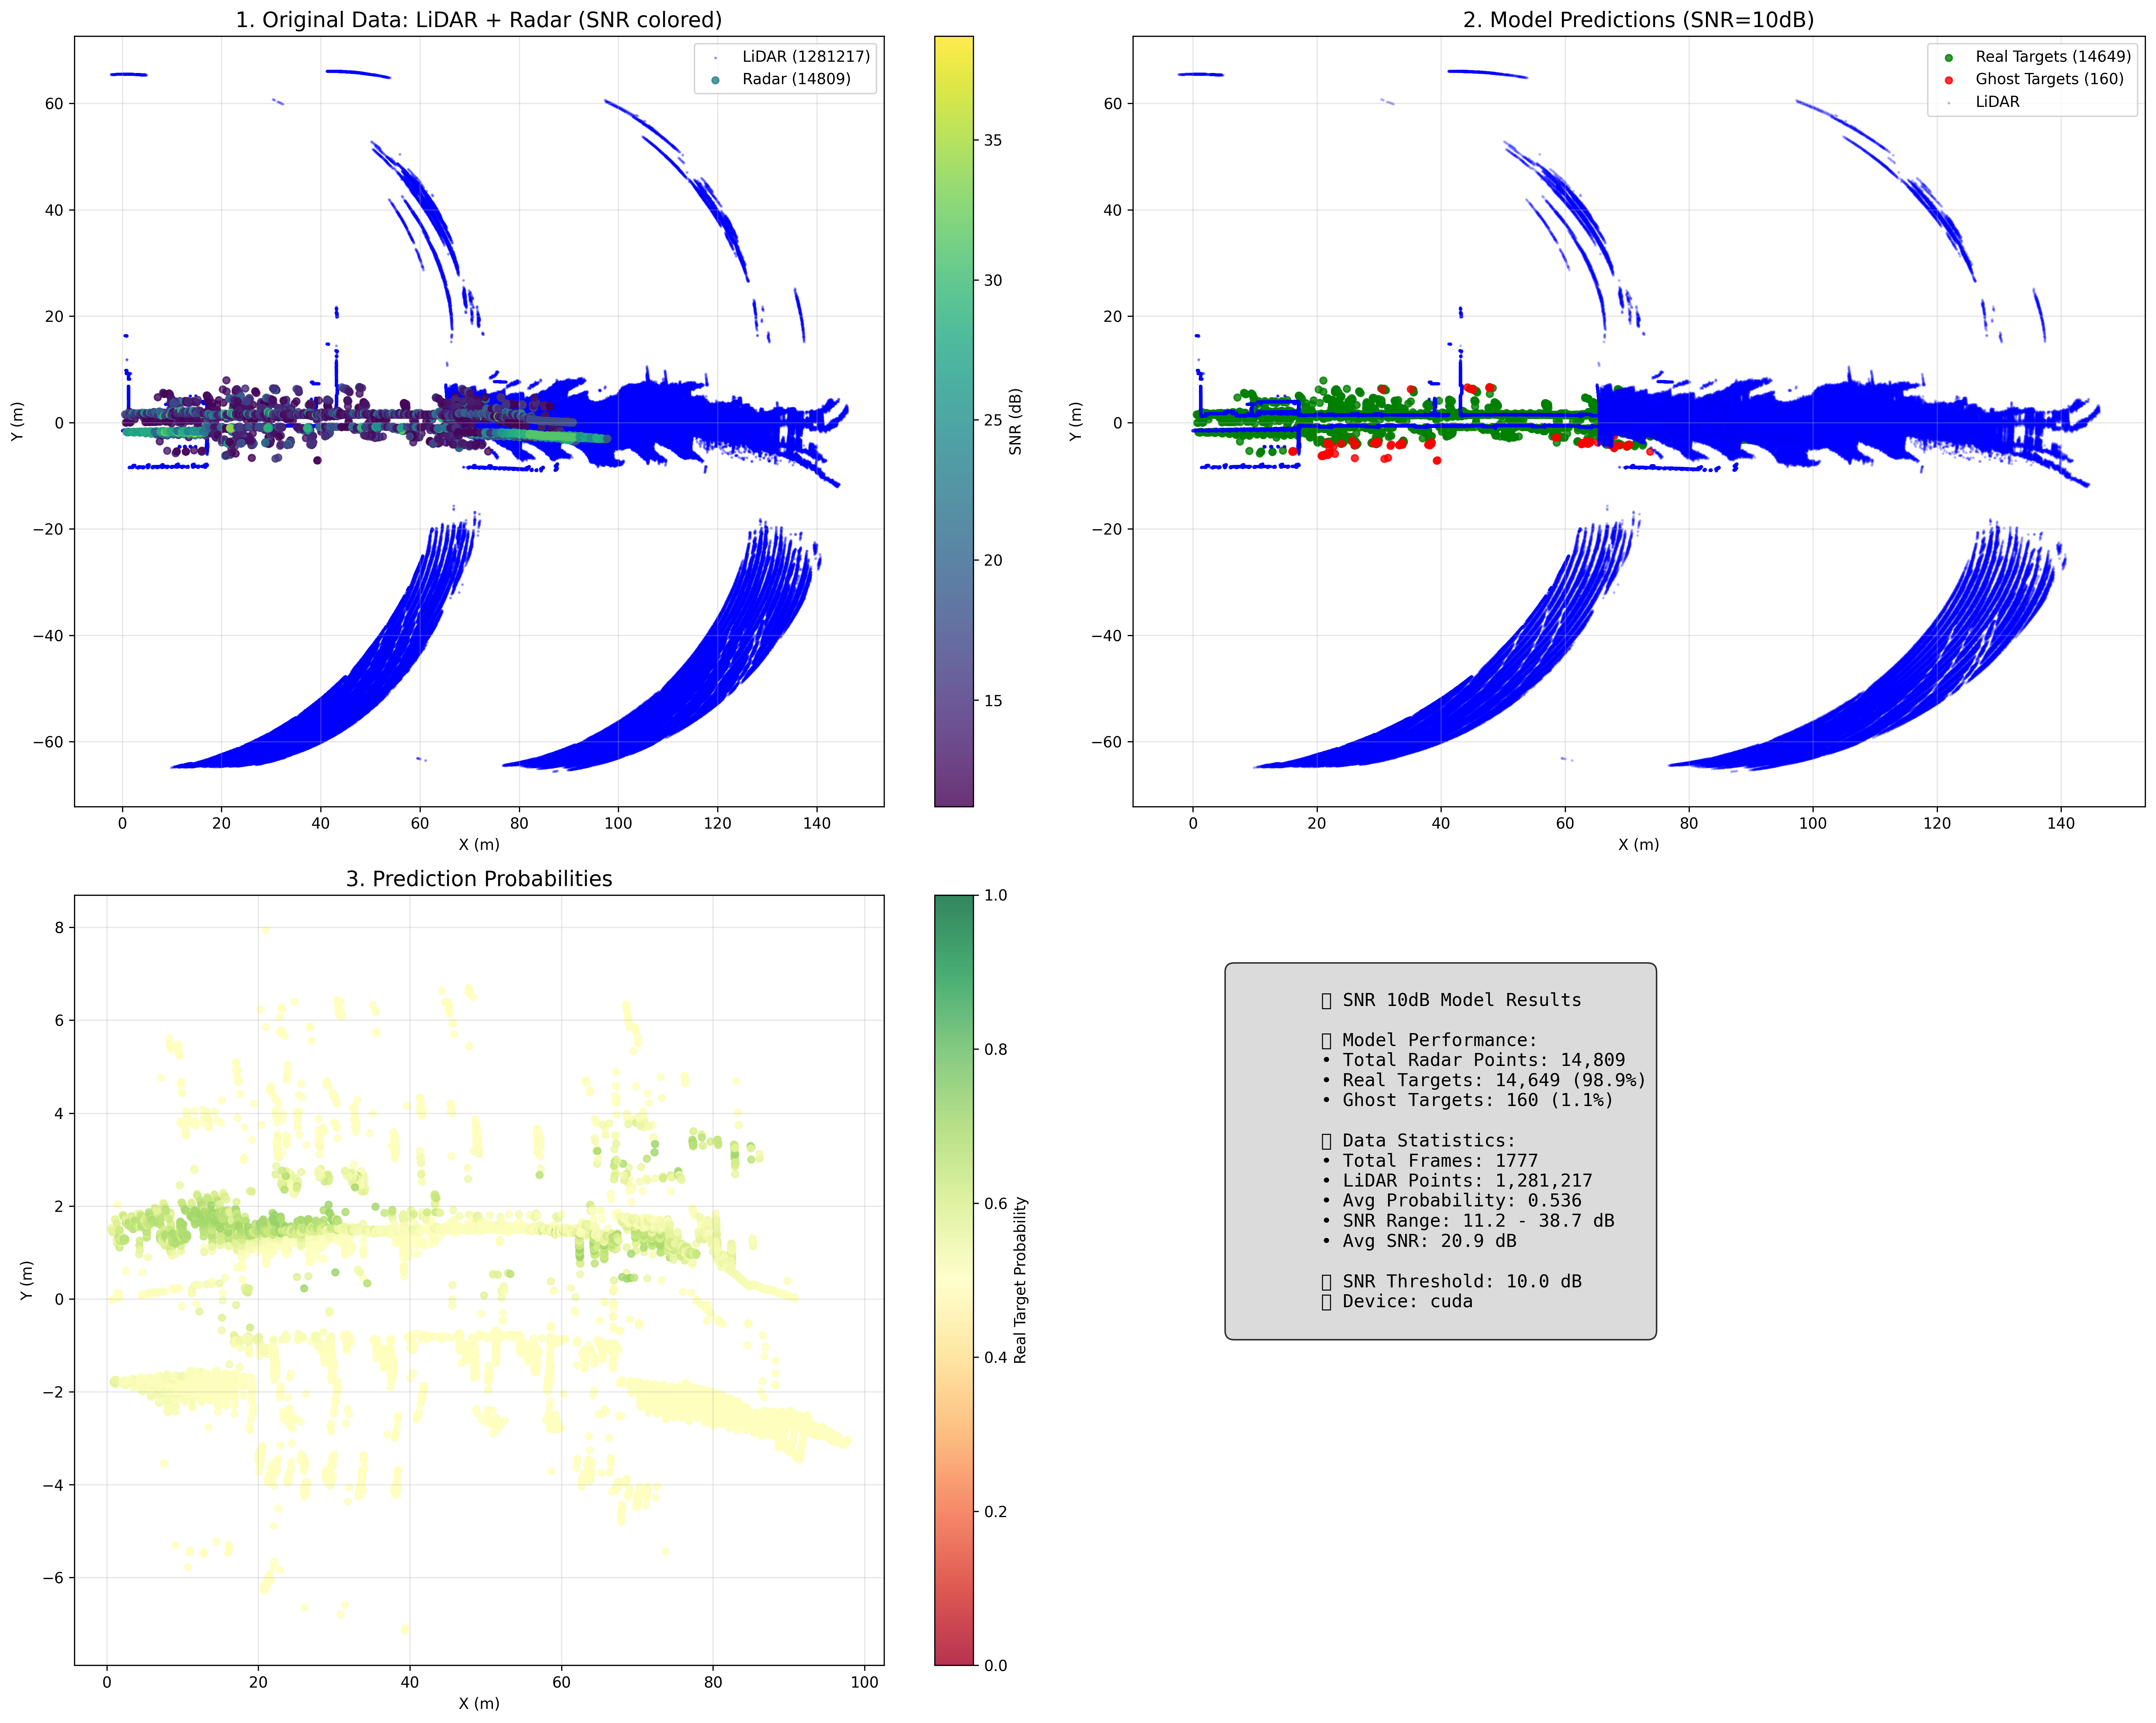 1. Original Data: LiDAR + Radar (SNR colored)
LiDAR (1281217)
Radar (14809)
60
40
20
0
−20
−40
−60
Y (m)
0 20 40 60 80 100 120 140
X (m)
35
30
25
20
15
SNR (dB)
2. Model Predictions (SNR=10dB)
Real Targets (14649)
Ghost Targets (160)
LiDAR
60
40
20
0
−20
−40
−60
Y (m)
0 20 40 60 80 100 120 140
X (m)
3. Prediction Probabilities
8
6
4
2
0
−2
−4
−6
Y (m)
0 20 40 60 80 100
X (m)
1.0
0.8
0.6
0.4
0.2
0.0
Real Target Probability
SNR 10dB Model Results
Model Performance:
• Total Radar Points: 14,809
• Real Targets: 14,649 (98.9%)
• Ghost Targets: 160 (1.1%)
Data Statistics:
• Total Frames: 1777
• LiDAR Points: 1,281,217
• Avg Probability: 0.536
• SNR Range: 11.2 - 38.7 dB
• Avg SNR: 20.9 dB
SNR Threshold: 10.0 dB
Device: cuda